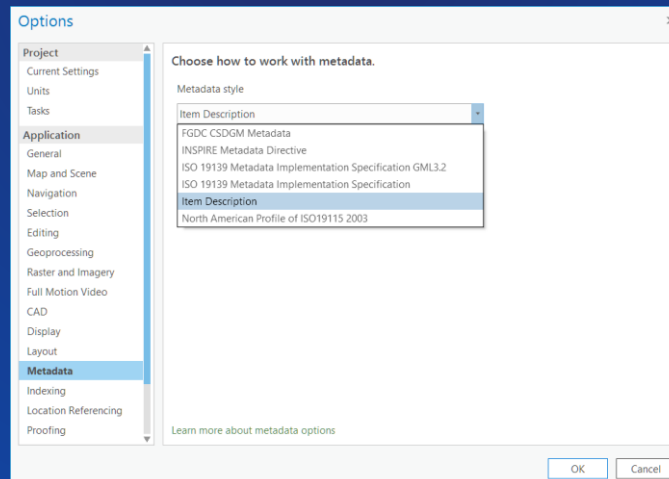 Options
Project
Current Settings
Units
Tasks
Application
General
Map and Scene
Navigation
Selection
Editing
Geoprocessing
Raster and Imagery
Full Motion Video
CAD
Display
Layout
Metadata
Indexing
Location Referencing
Proofing
Choose how to work with metadata.
Metadata style
Item Description
FGDC CSDGM Metadata
INSPIRE Metadata Directive
ISO 19139 Metadata Implementation Specification GML3.2
ISO 19139 Metadata Implementation Specification
Item Description
North American Profile of ISO19115 2003
Learn more about metadata options
OK
Cancel